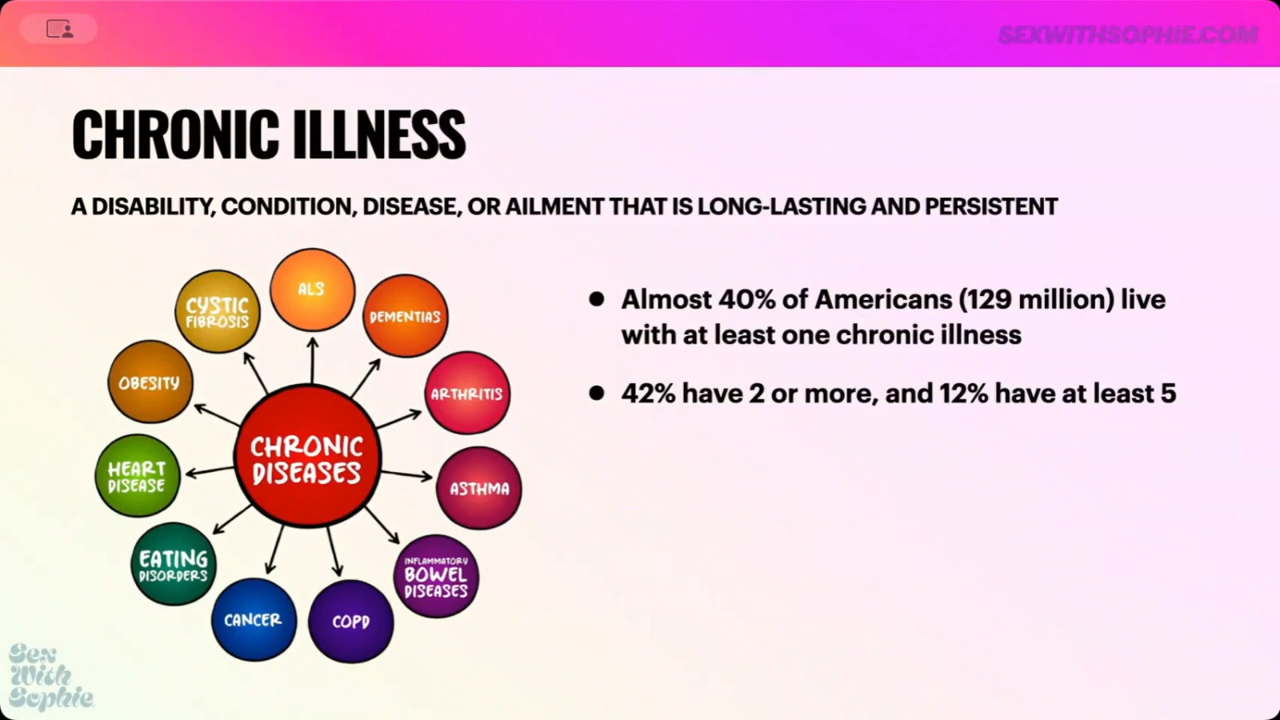 SEXWITHSOPHIE.COM
CHRONIC ILLNESS
A DISABILITY, CONDITION, DISEASE, OR AILMENT THAT IS LONG-LASTING AND PERSISTENT
ALS
CYSTIC
FIBROSIS
DEMENTIAS
OBESITY
ARTHRITIS
CHRONIC
DISEASES
HEART
DISEASE
ASTHMA
EATING
DISORDERS
INFLAMMATORY
BOWEL
DISEASES
CANCER
COPD
● Almost 40% of Americans (129 million) live
with at least one chronic illness
● 42% have 2 or more, and 12% have at least 5
Sex
With
Sophie